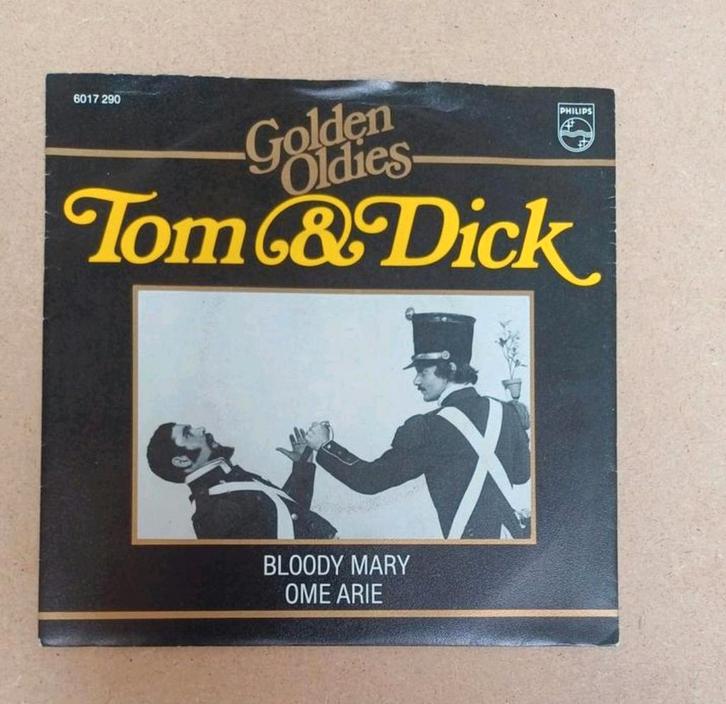 6017 290
PHILIPS
Golden
Oldies
Tom & Dick
BLOODY MARY
OME ARIE